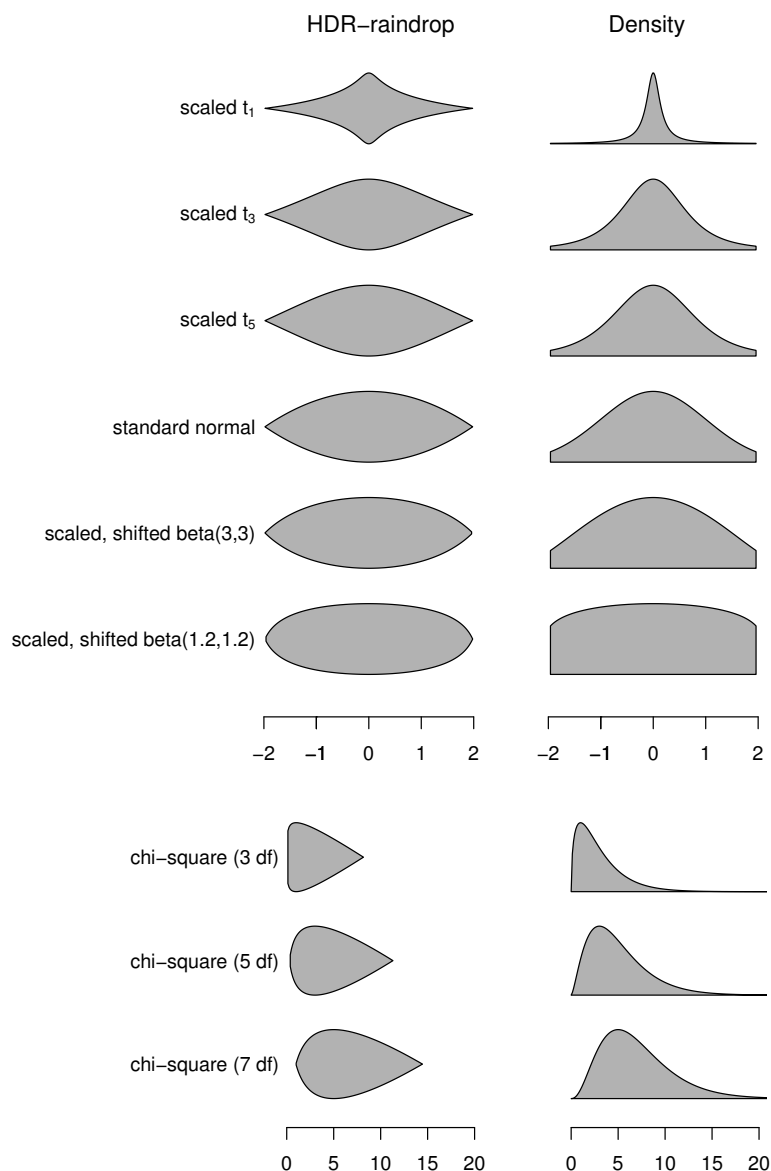 HDR−raindrop Density
scaled t₁
scaled t₃
scaled t₅
standard normal
scaled, shifted beta(3,3)
scaled, shifted beta(1.2,1.2)
−2 −1 0 1 2 −2 −1 0 1 2
chi−square (3 df)
chi−square (5 df)
chi−square (7 df)
0 5 10 15 20 0 5 10 15 20